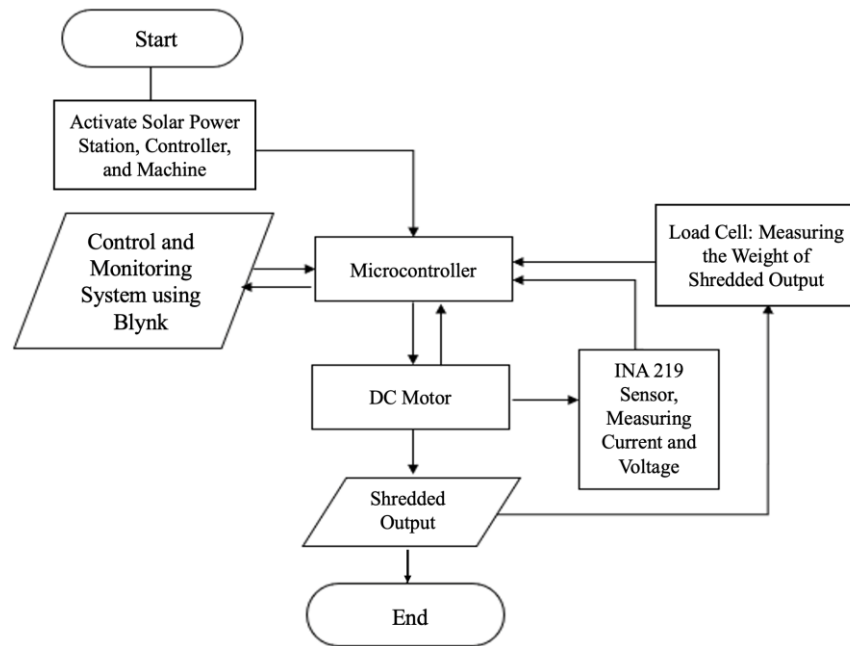 Start
Activate Solar Power
Station, Controller,
and Machine
Control and
Monitoring
System using
Blynk
Microcontroller
Load Cell: Measuring
the Weight of
Shredded Output
DC Motor
INA 219
Sensor,
Measuring
Current and
Voltage
Shredded
Output
End